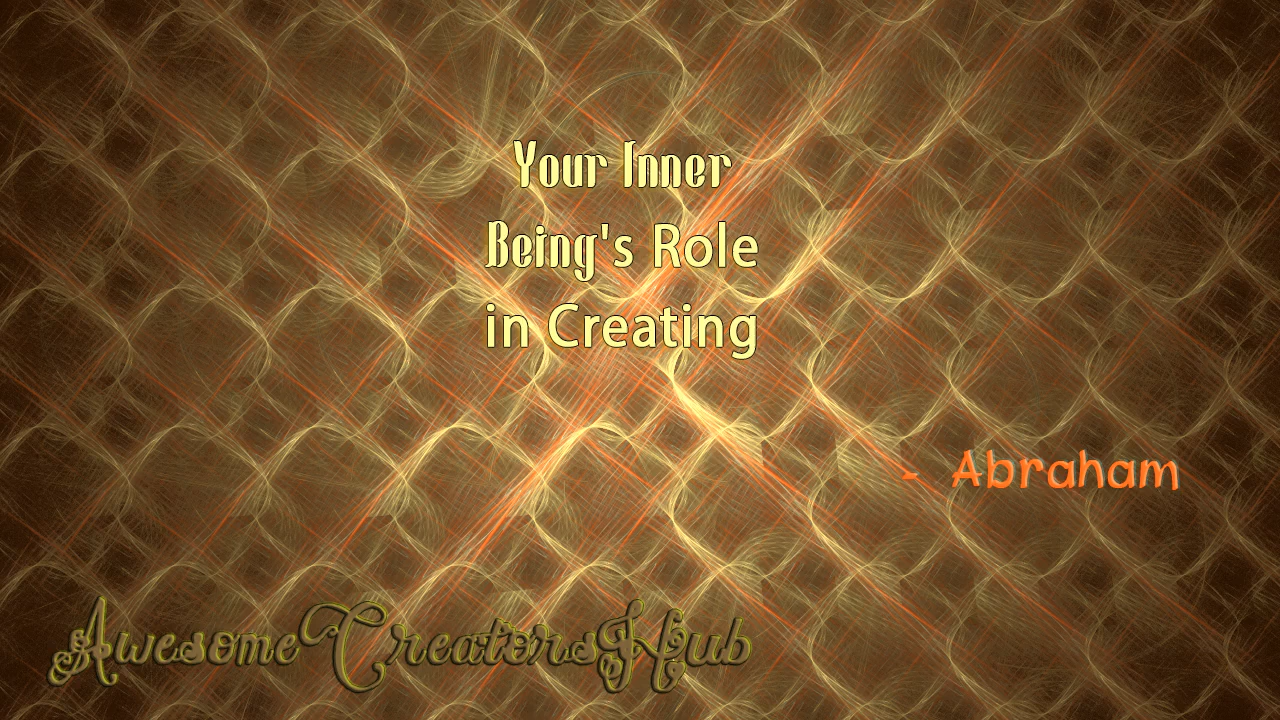 Your Inner
Being's Role
in Creating
- Abraham
AwesomeCreatorsHub